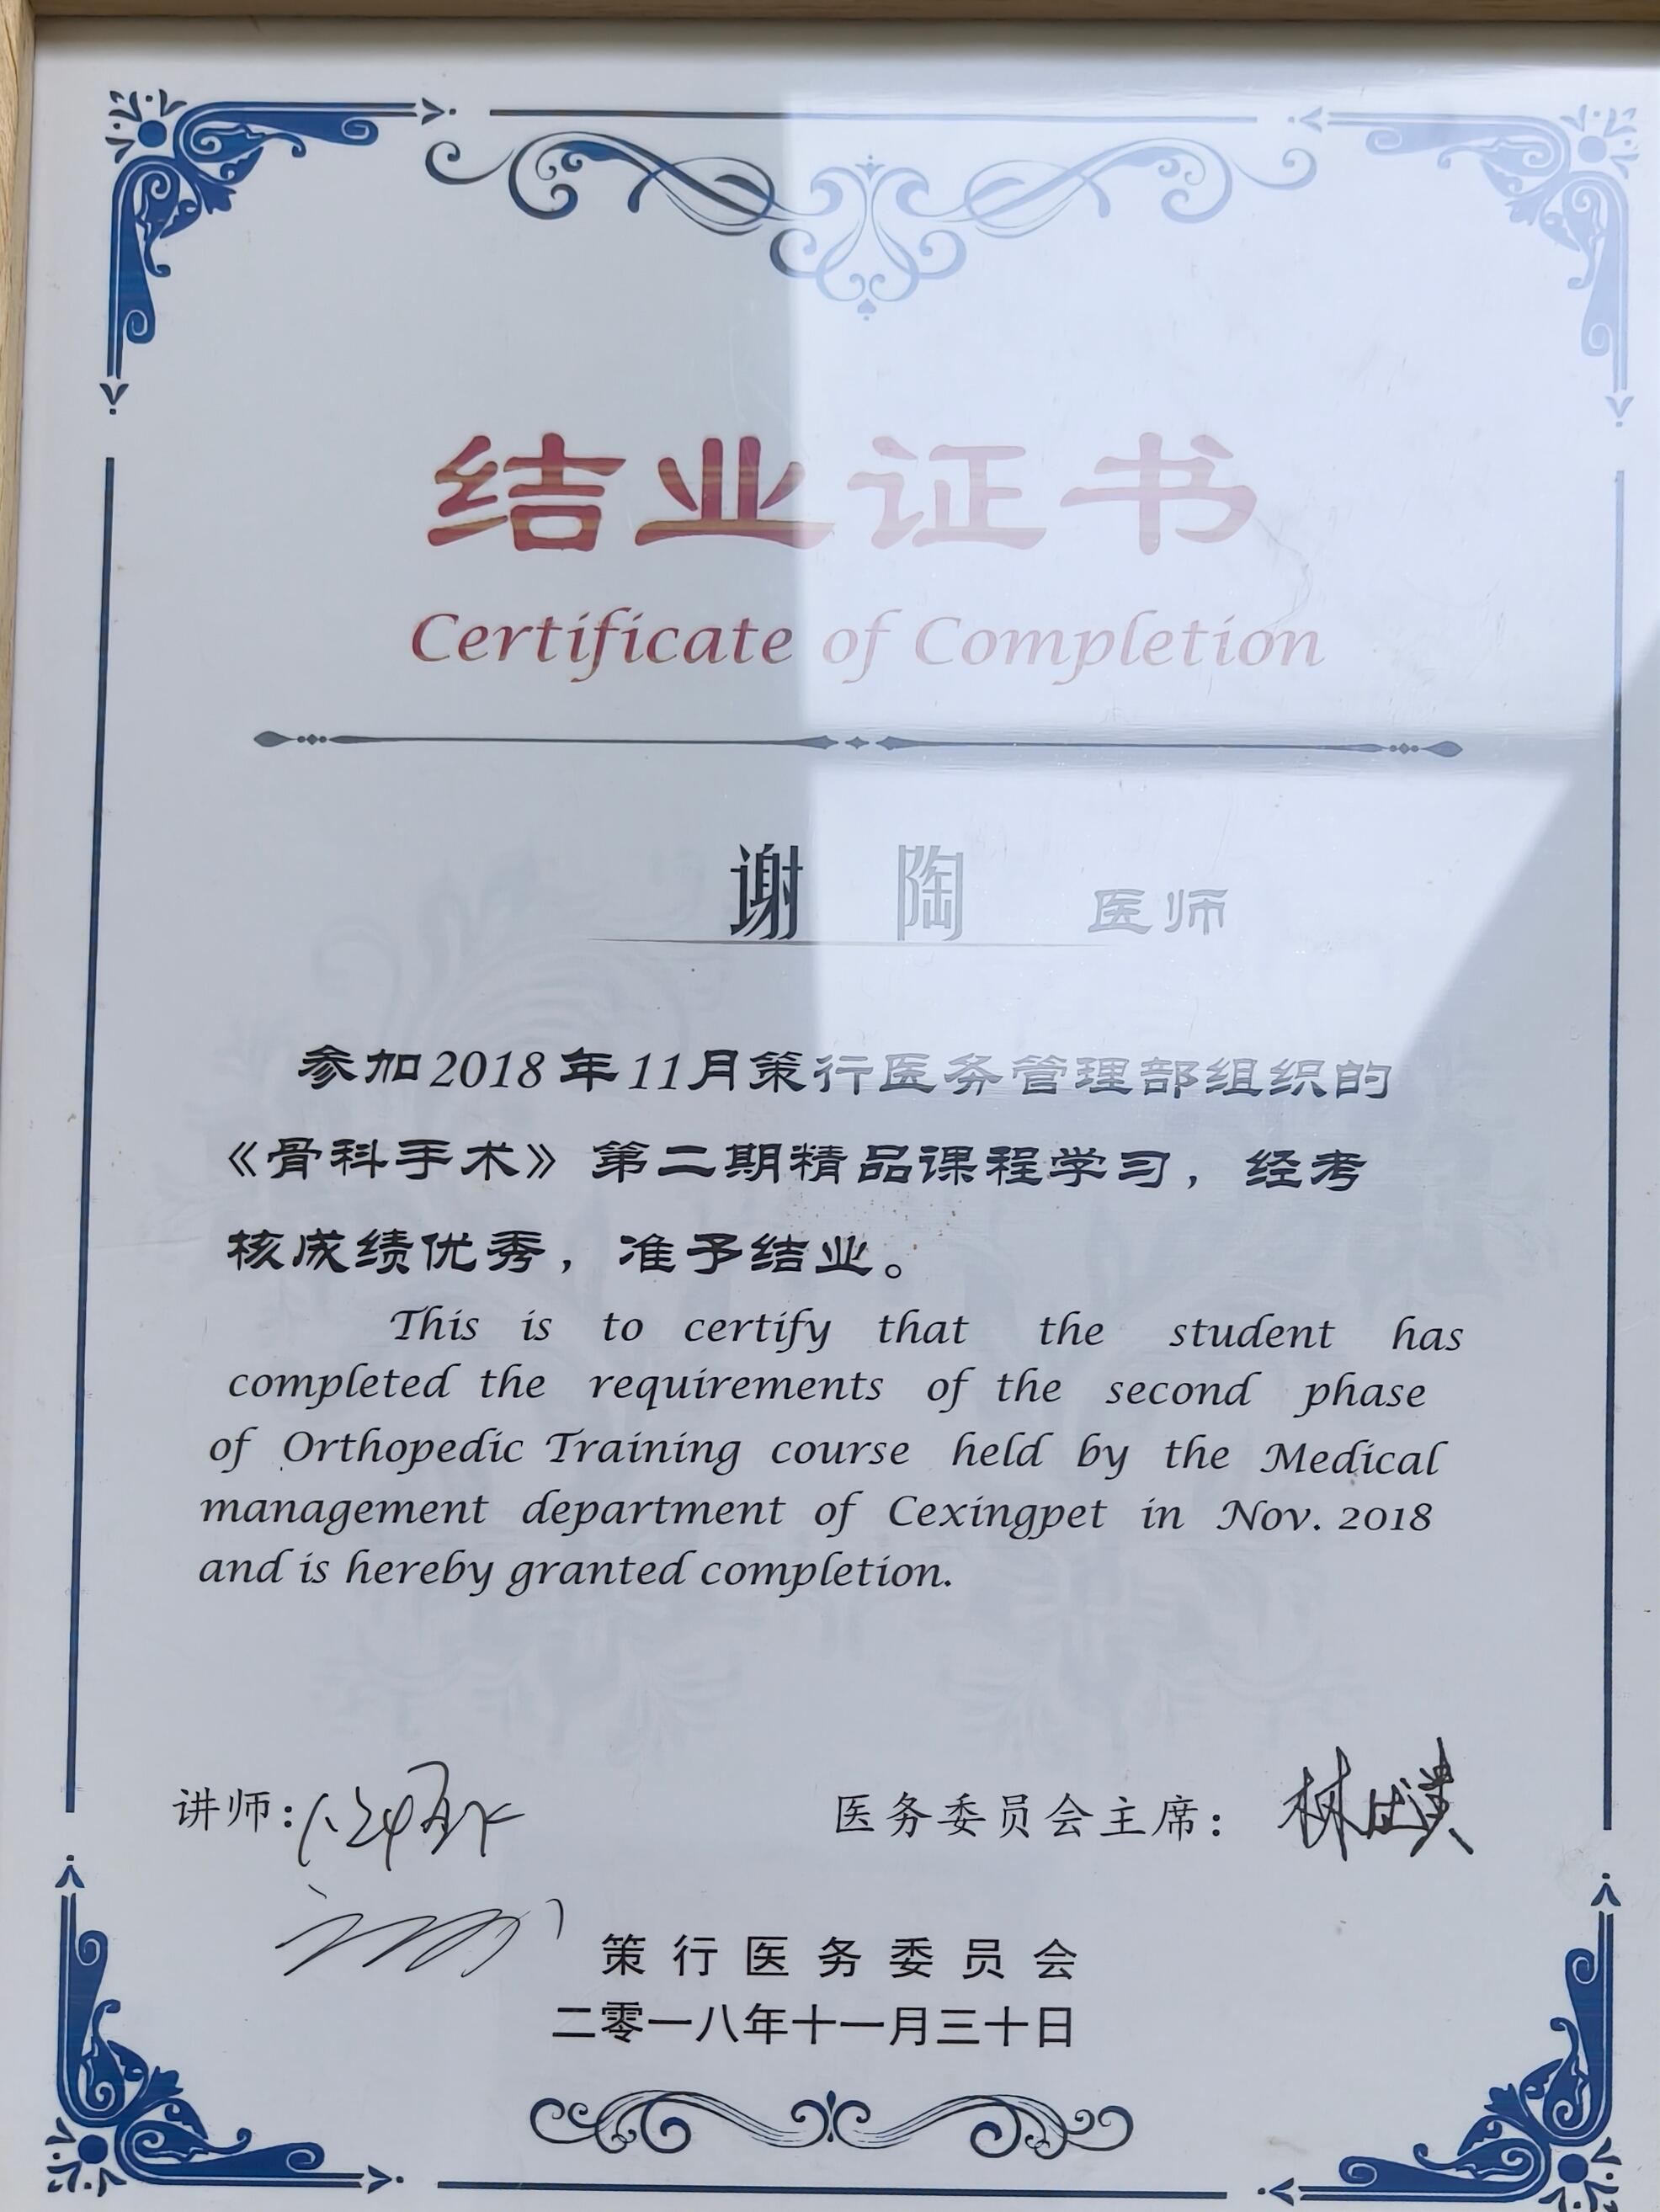 结业证书
Certificate of Completion
谢 陶 医师
参加2018年11月策行医务管理部组织的
《骨科手术》第二期精品课程学习，经考
核成绩优秀，准予结业。
This is to certify that the student has
completed the requirements of the second phase
of Orthopedic Training course held by the Medical
management department of Cexingpet in Nov. 2018
and is hereby granted completion.
讲师： 医务委员会主席：
策行医务委员会
二零一八年十一月三十日